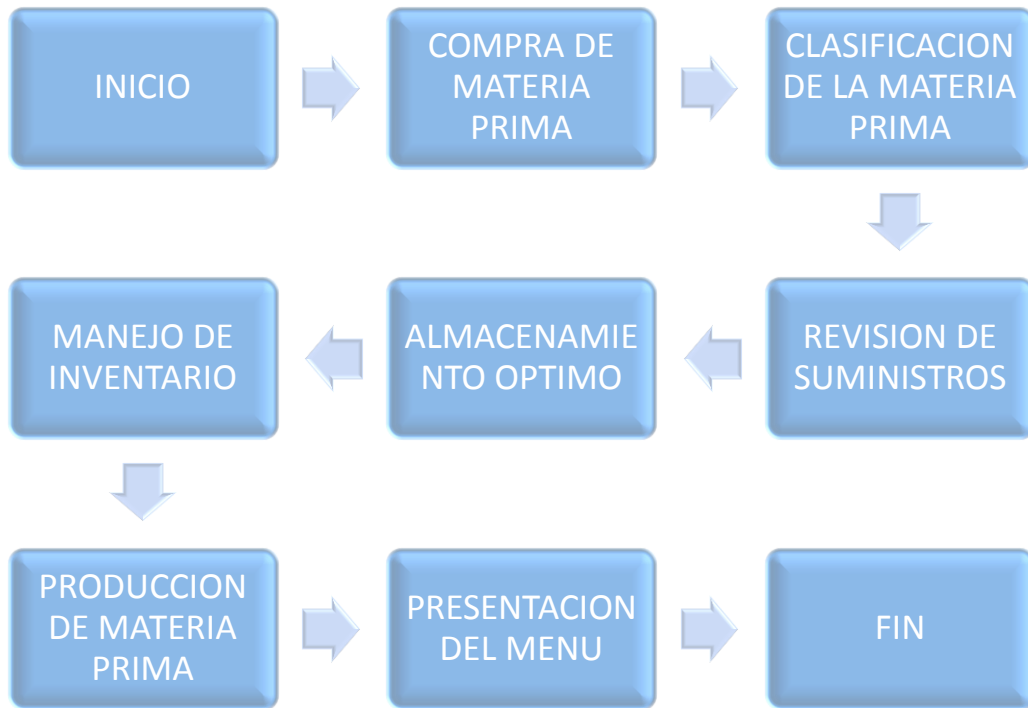 INICIO
COMPRA DE
MATERIA
PRIMA
CLASIFICACION
DE LA MATERIA
PRIMA
REVISION DE
SUMINISTROS
ALMACENAMIE
NTO OPTIMO
MANEJO DE
INVENTARIO
PRODUCCION
DE MATERIA
PRIMA
PRESENTACION
DEL MENU
FIN